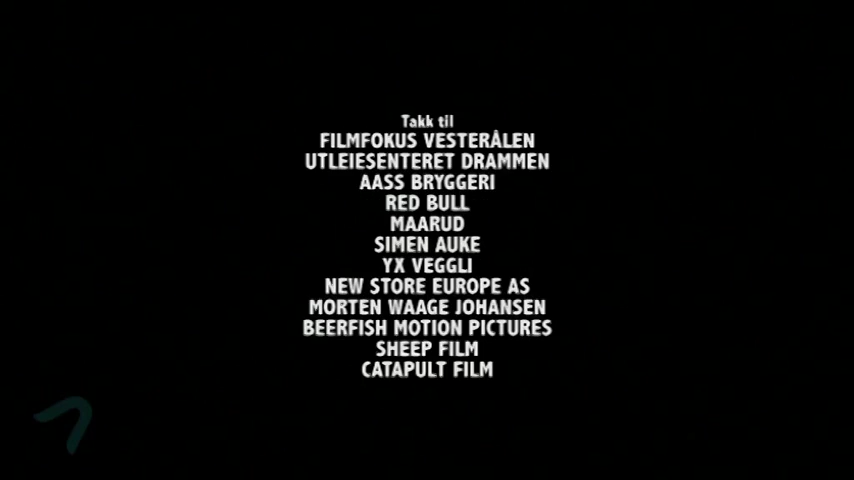 Takk til
FILMFOKUS VESTERÅLEN
UTLEIESENTERET DRAMMEN
AASS BRYGGERI
RED BULL
MAARUD
SIMEN AUKE
YX VEGGLI
NEW STORE EUROPE AS
MORTEN WAAGE JOHANSEN
BEERFISH MOTION PICTURES
SHEEP FILM
CATAPULT FILM